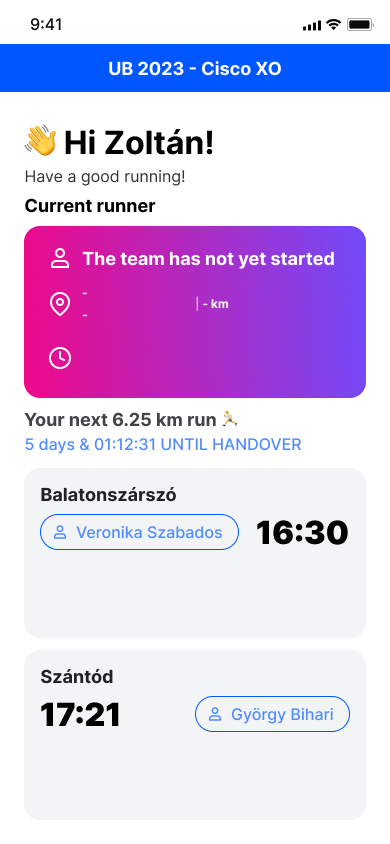 9:41
UB 2023 - Cisco XO
👋 Hi Zoltán!
Have a good running!
Current runner
The team has not yet started
-
| - km
-
Your next 6.25 km run 🏃
5 days & 01:12:31 UNTIL HANDOVER
Balatonszárszó
Veronika Szabados 16:30
Szántód
17:21 György Bihari